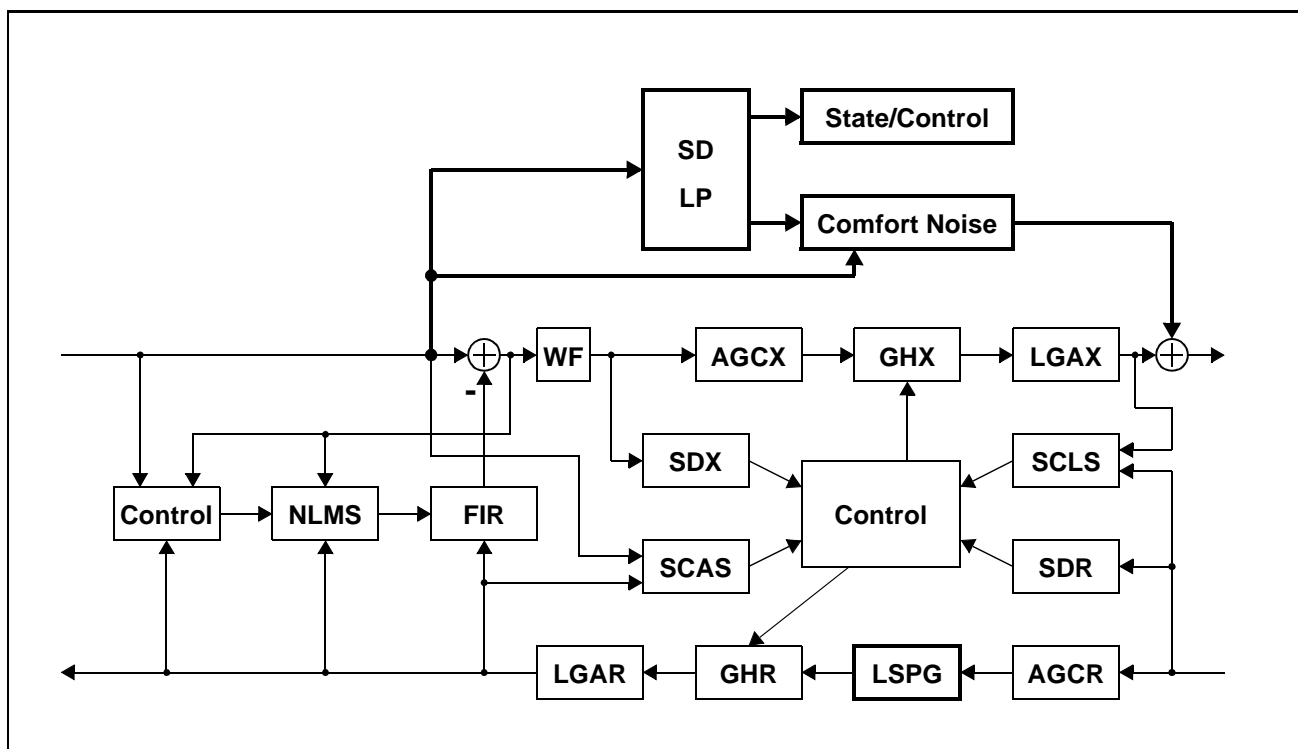 SD
LP
State/Control
Comfort Noise
-
WF
AGCX
GHX
LGAX
SDX
SCLS
Control
NLMS
FIR
Control
SCAS
SDR
LGAR
GHR
LSPG
AGCR